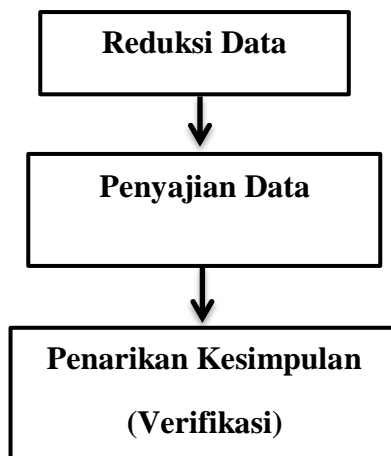 Reduksi Data
Penyajian Data
Penarikan Kesimpulan
(Verifikasi)